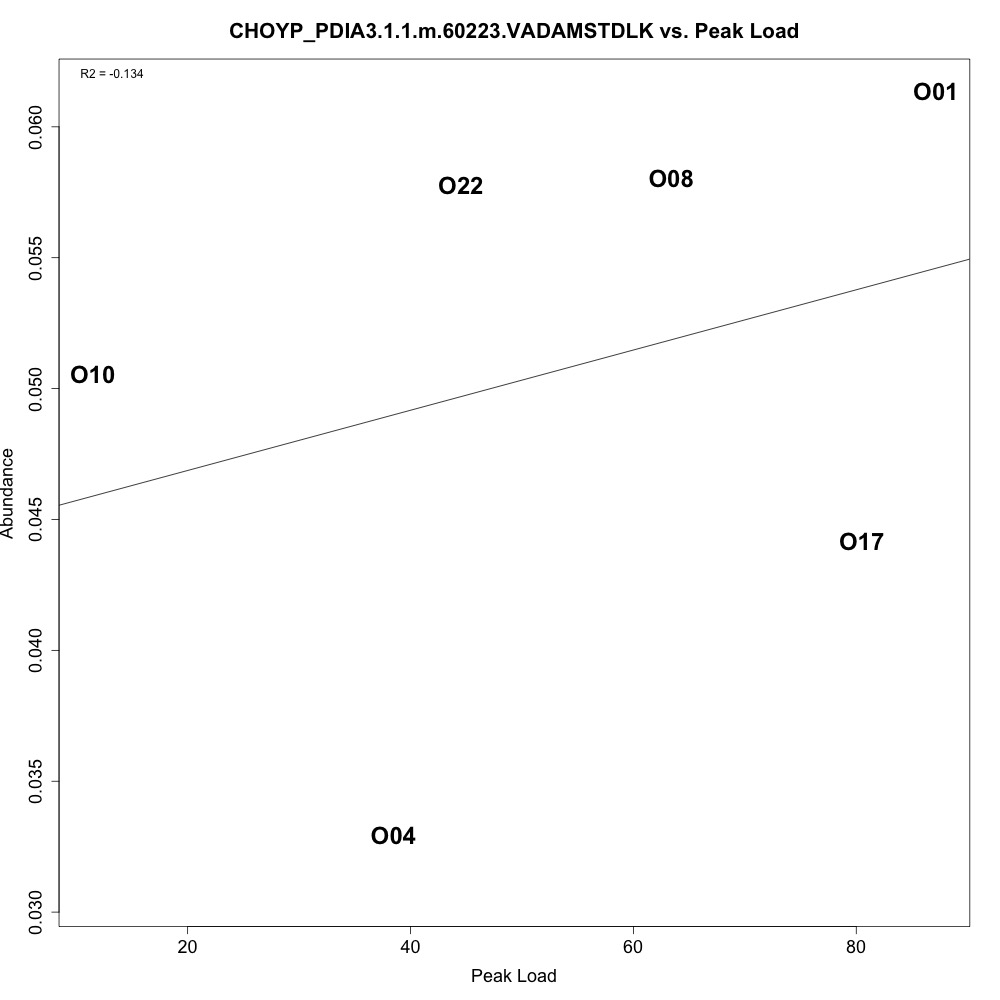 CHOYP_PDIA3.1.1.m.60223.VADAMSTDLK vs. Peak Load
R2 = -0.134
O01
O22
O08
O10
O17
O04
Abundance
0.060
0.055
0.050
0.045
0.040
0.035
0.030
20 40 60 80
Peak Load